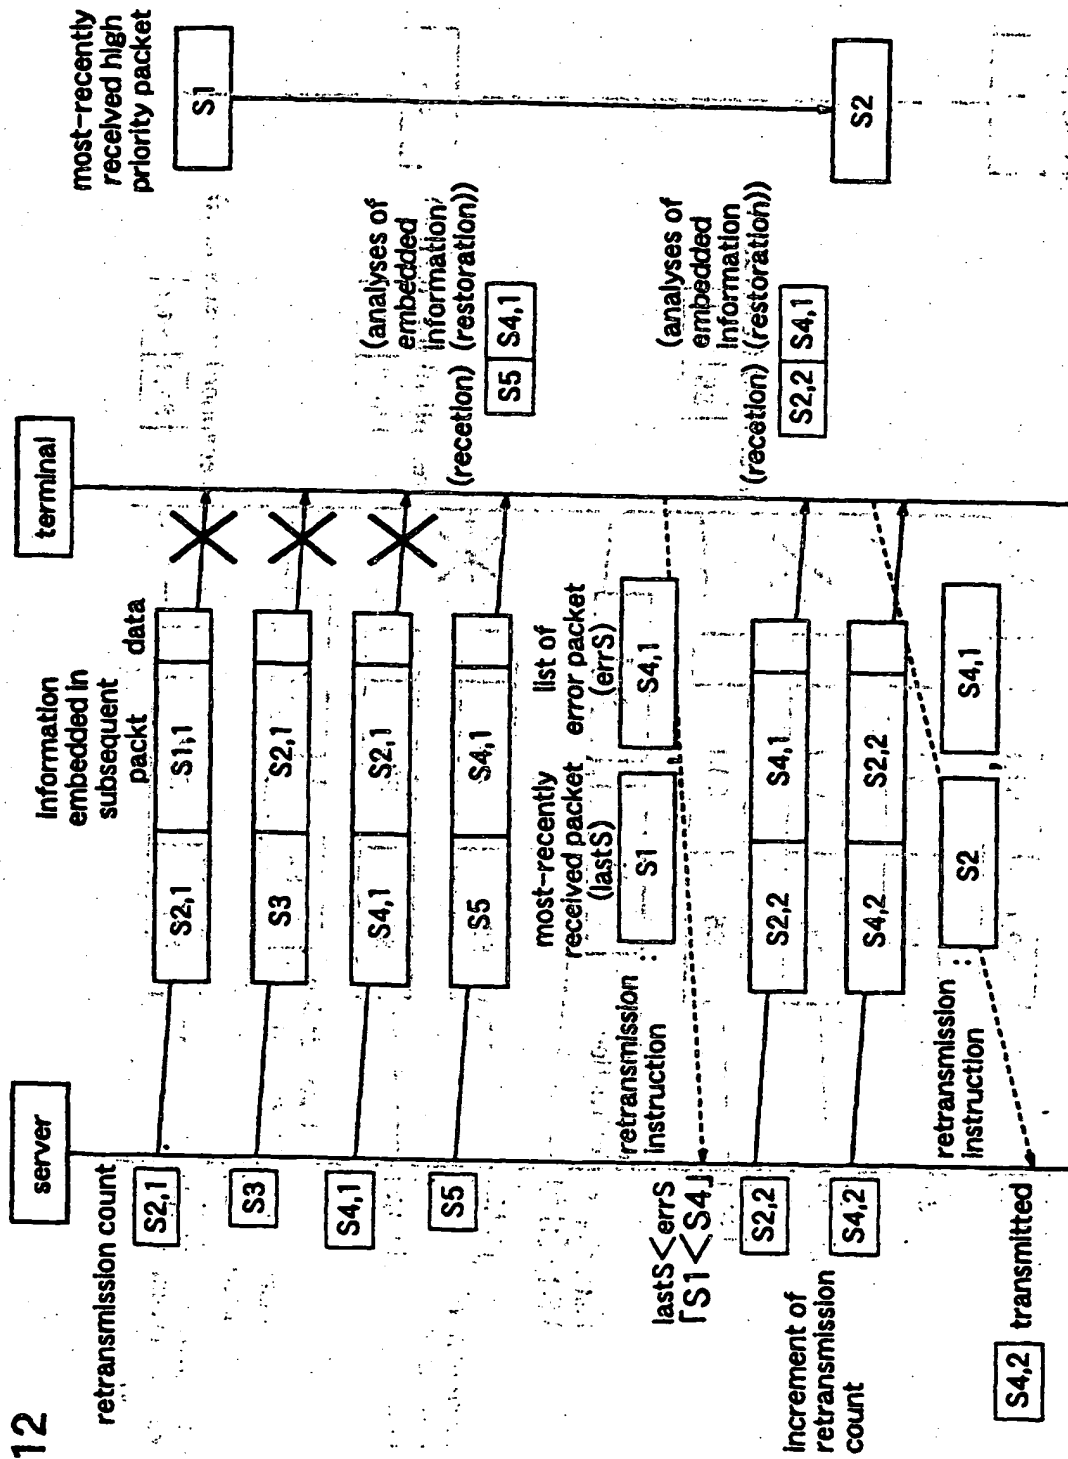 12
server
terminal
most-recently
received high
priority packet
Information
embedded in
subsequent
packt
data
retransmission count
S2,1
S2,1
S1,1
S1
S3
S3
S2,1
S4,1
S4,1
S2,1
(analyses of
embedded
information)
(recetion) (restoration))
S5
S5
S4,1
S5
S4,1
most-recently
received packet
(lastS)
list of
error packet
(errS)
retransmission
instruction
:
S1
,
S4,1
lastS<errS
「S1<S4」
(analyses of
embedded
Information
(recetion) (restoration))
S2,2
S2,2
S4,1
S2,2
S4,1
S2
Increment of
retransmission
count
S4,2
S4,2
S2,2
retransmission
instruction
:
S2
,
S4,1
S4,2 transmitted